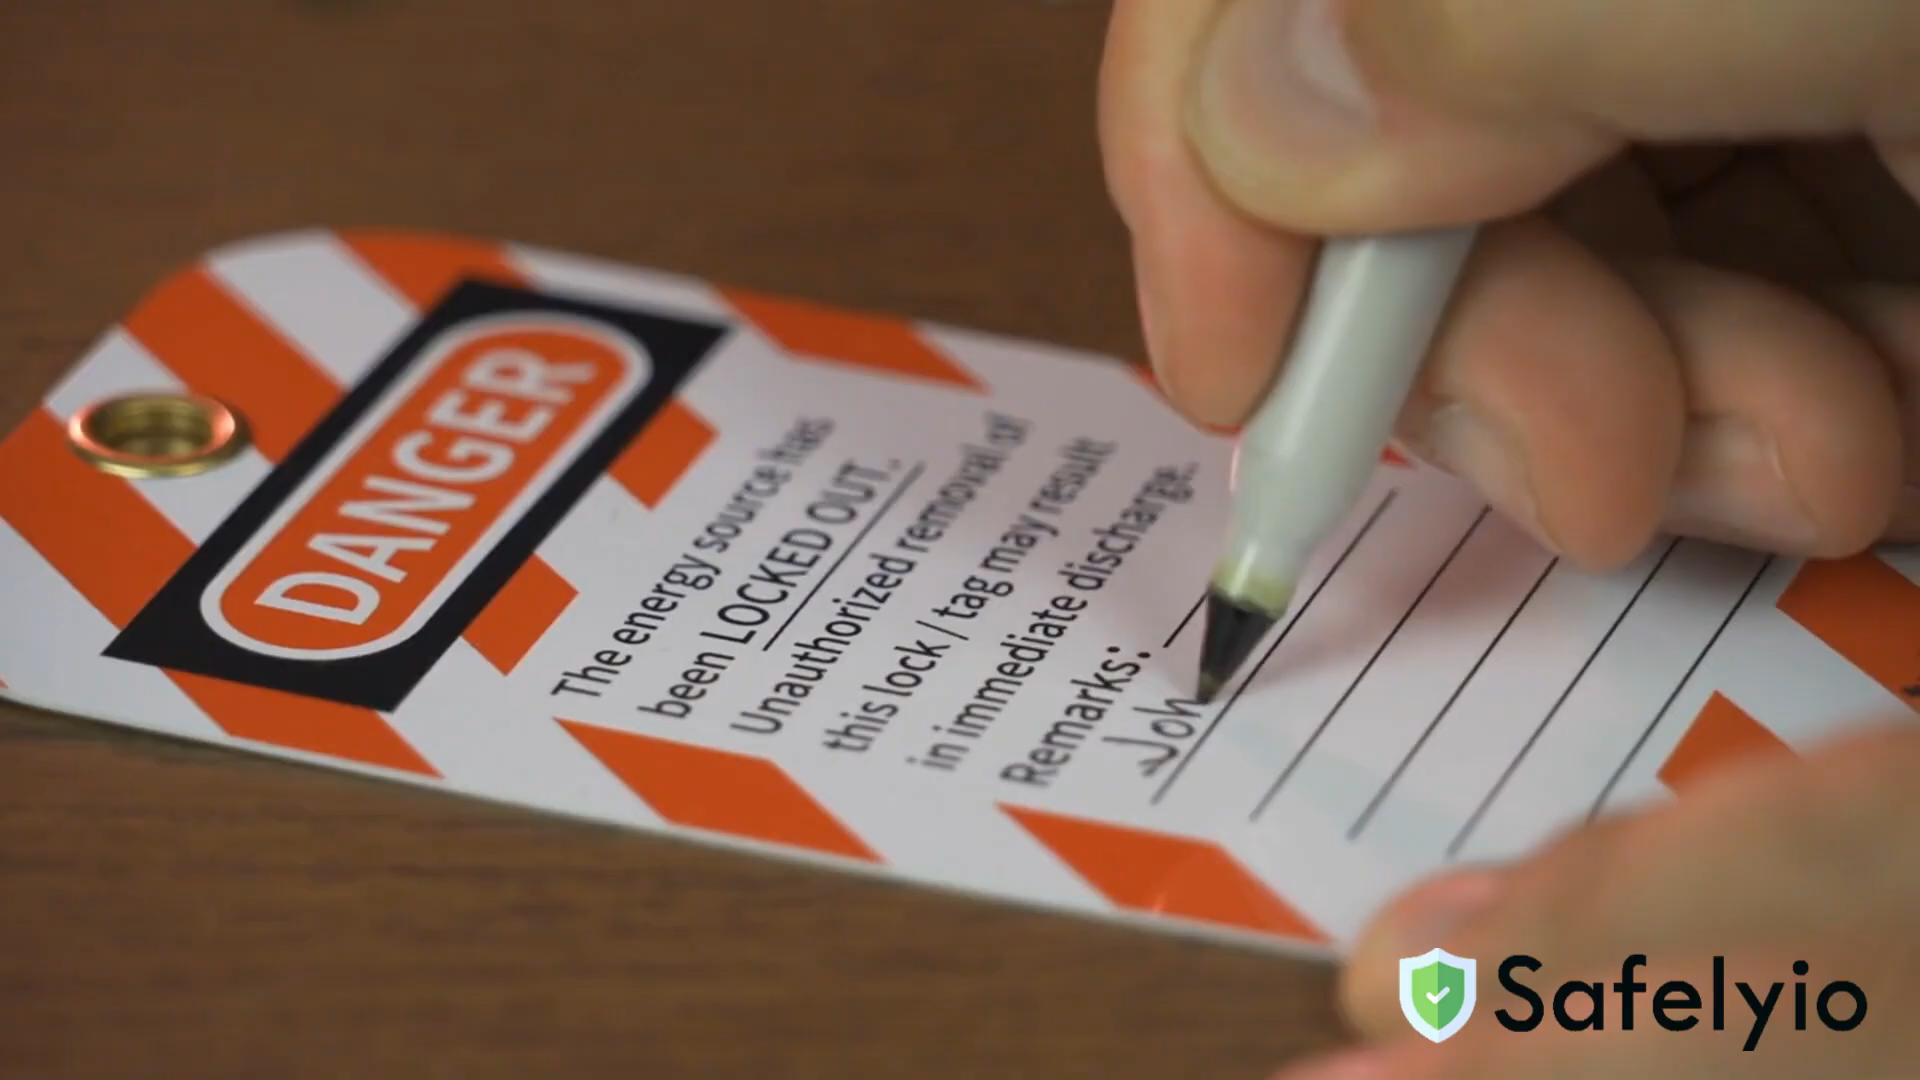 DANGER
The energy source has
been LOCKED OUT.
Unauthorized removal of
this lock / tag may result
in immediate discharge.
Remarks:
Joh
Safelyio